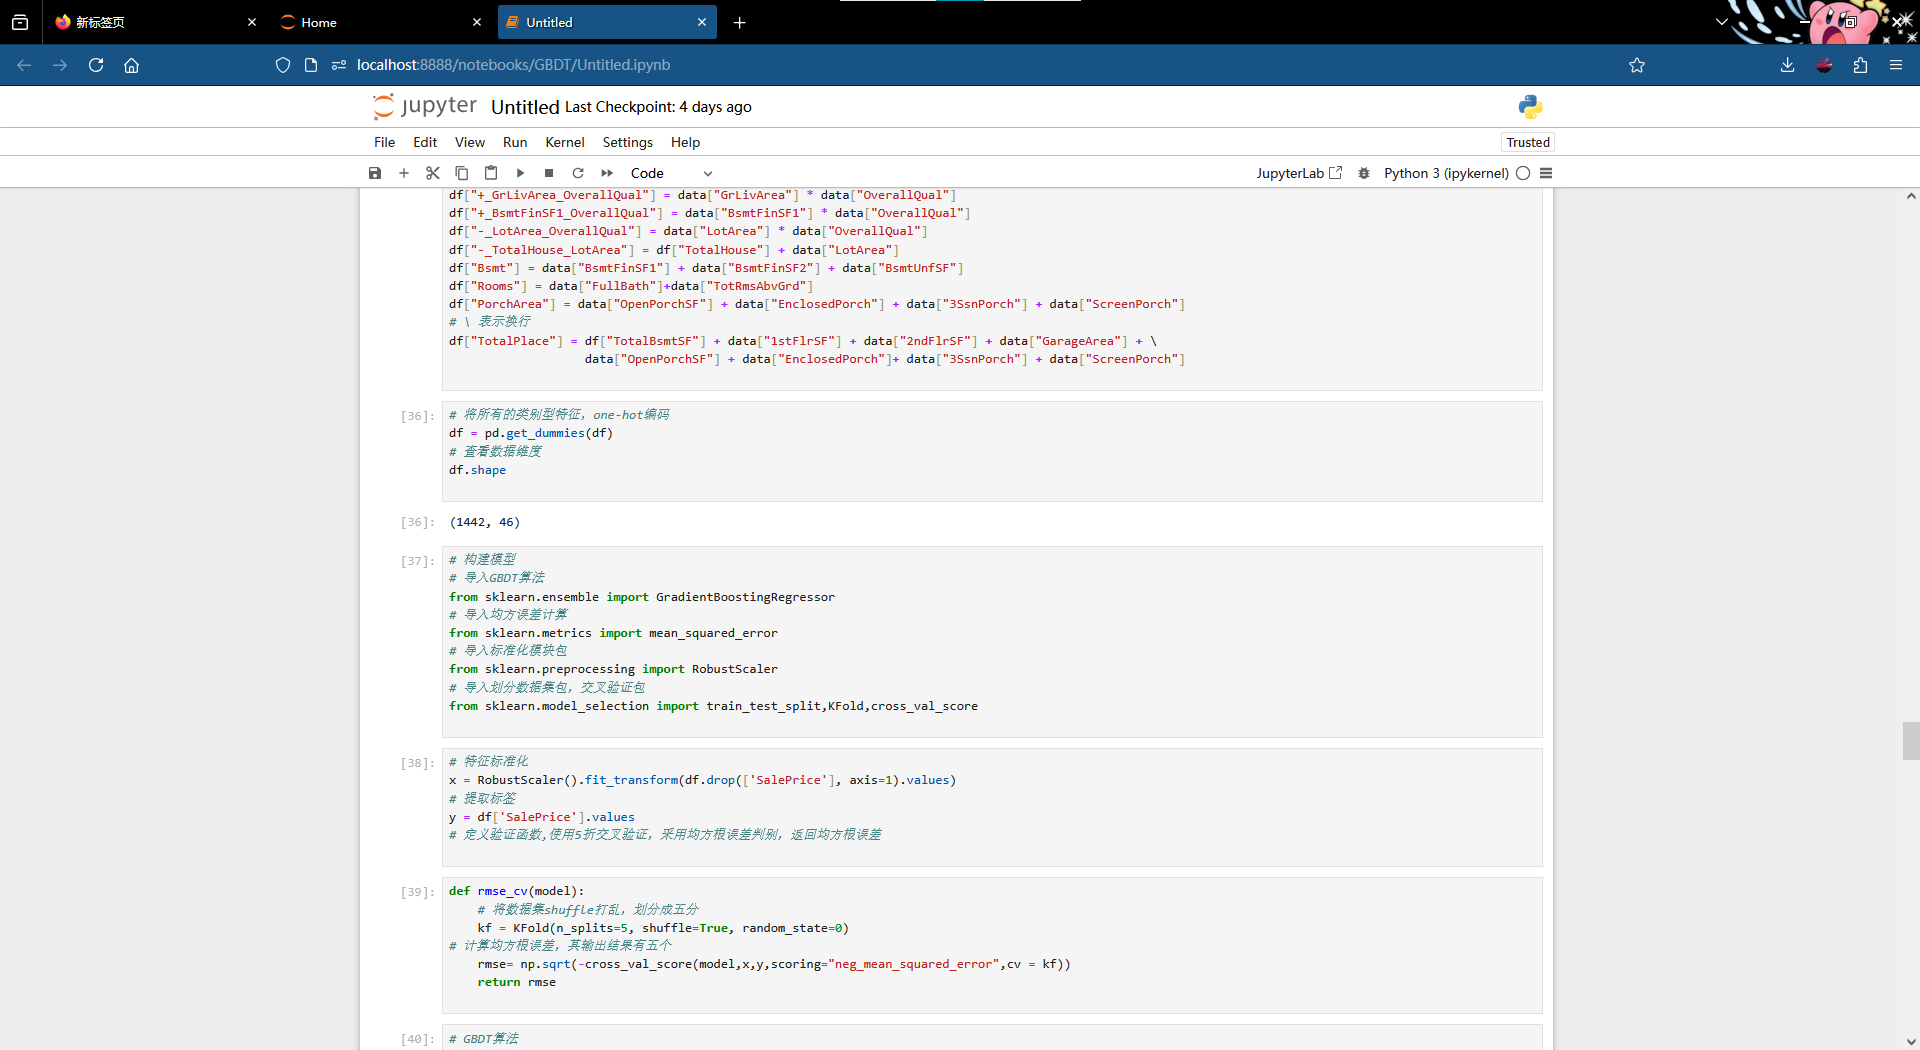 新标签页
Home
Untitled
localhost:8888/notebooks/GBDT/Untitled.ipynb
jupyter Untitled Last Checkpoint: 4 days ago
File Edit View Run Kernel Settings Help
Trusted
Code
JupyterLab
Python 3 (ipykernel)
df["+_GrLivArea_OverallQual"] = data["GrLivArea"] * data["OverallQual"]
df["+_BsmtFinSF1_OverallQual"] = data["BsmtFinSF1"] * data["OverallQual"]
df["-_LotArea_OverallQual"] = data["LotArea"] * data["OverallQual"]
df["-_TotalHouse_LotArea"] = df["TotalHouse"] + data["LotArea"]
df["Bsmt"] = data["BsmtFinSF1"] + data["BsmtFinSF2"] + data["BsmtUnfSF"]
df["Rooms"] = data["FullBath"]+data["TotRmsAbvGrd"]
df["PorchArea"] = data["OpenPorchSF"] + data["EnclosedPorch"] + data["3SsnPorch"] + data["ScreenPorch"]
# \ 表示换行
df["TotalPlace"] = df["TotalBsmtSF"] + data["1stFlrSF"] + data["2ndFlrSF"] + data["GarageArea"] + \
data["OpenPorchSF"] + data["EnclosedPorch"]+ data["3SsnPorch"] + data["ScreenPorch"]
[36]: # 将所有的类别型特征，one-hot编码
df = pd.get_dummies(df)
# 查看数据维度
df.shape
[36]: (1442, 46)
[37]: # 构建模型
# 导入GBDT算法
from sklearn.ensemble import GradientBoostingRegressor
# 导入均方误差计算
from sklearn.metrics import mean_squared_error
# 导入标准化模块包
from sklearn.preprocessing import RobustScaler
# 导入划分数据集包，交叉验证包
from sklearn.model_selection import train_test_split,KFold,cross_val_score
[38]: # 特征标准化
x = RobustScaler().fit_transform(df.drop(['SalePrice'], axis=1).values)
# 提取标签
y = df['SalePrice'].values
# 定义验证函数,使用5折交叉验证，采用均方根误差判别，返回均方根误差
[39]: def rmse_cv(model):
# 将数据集shuffle打乱，划分成五分
kf = KFold(n_splits=5, shuffle=True, random_state=0)
# 计算均方根误差，其输出结果有五个
rmse= np.sqrt(-cross_val_score(model,x,y,scoring="neg_mean_squared_error",cv = kf))
return rmse
[40]: # GBDT算法